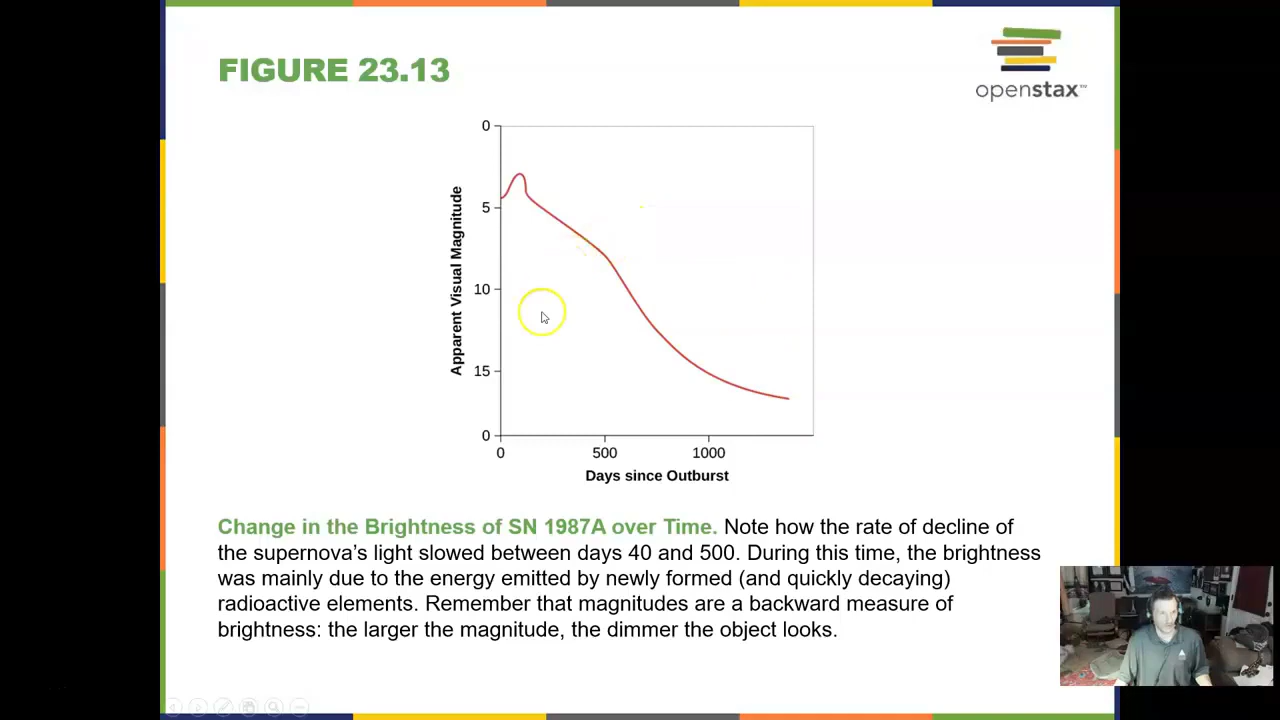 FIGURE 23.13
openstax™
0
5
10
15
0
Apparent Visual Magnitude
0 500 1000
Days since Outburst
Change in the Brightness of SN 1987A over Time. Note how the rate of decline of
the supernova’s light slowed between days 40 and 500. During this time, the brightness
was mainly due to the energy emitted by newly formed (and quickly decaying)
radioactive elements. Remember that magnitudes are a backward measure of
brightness: the larger the magnitude, the dimmer the object looks.